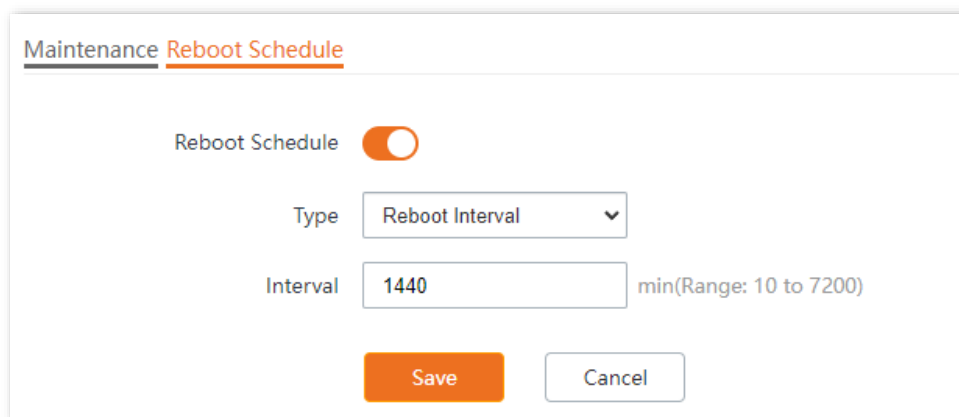 Maintenance Reboot Schedule
Reboot Schedule
Type Reboot Interval
Interval 1440 min(Range: 10 to 7200)
Save Cancel